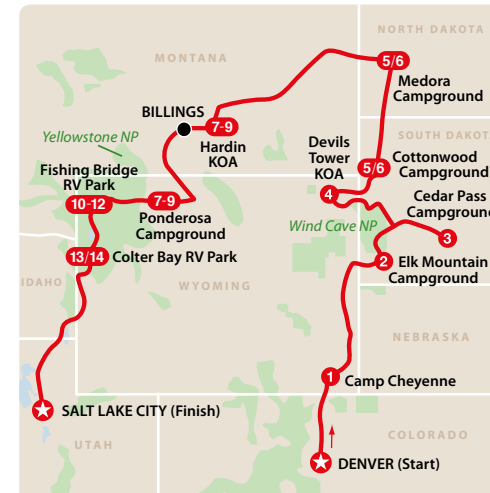 NORTH DAKOTA
MONTANA
5/6
Medora
Campground
BILLINGS
7-9
Hardin
KOA
SOUTH DAKOT
Devils
Tower
KOA
5/6
Cottonwood
Campground
Yellowstone NP
Fishing Bridge
RV Park
10-12
7-9
Ponderosa
Campground
4
Cedar Pass
Campground
Wind Cave NP
3
13/14
Colter Bay RV Park
2
Elk Mountain
Campground
IDAHO
WYOMING
NEBRASKA
1
Camp Cheyenne
SALT LAKE CITY (Finish)
COLORADO
UTAH
DENVER (Start)